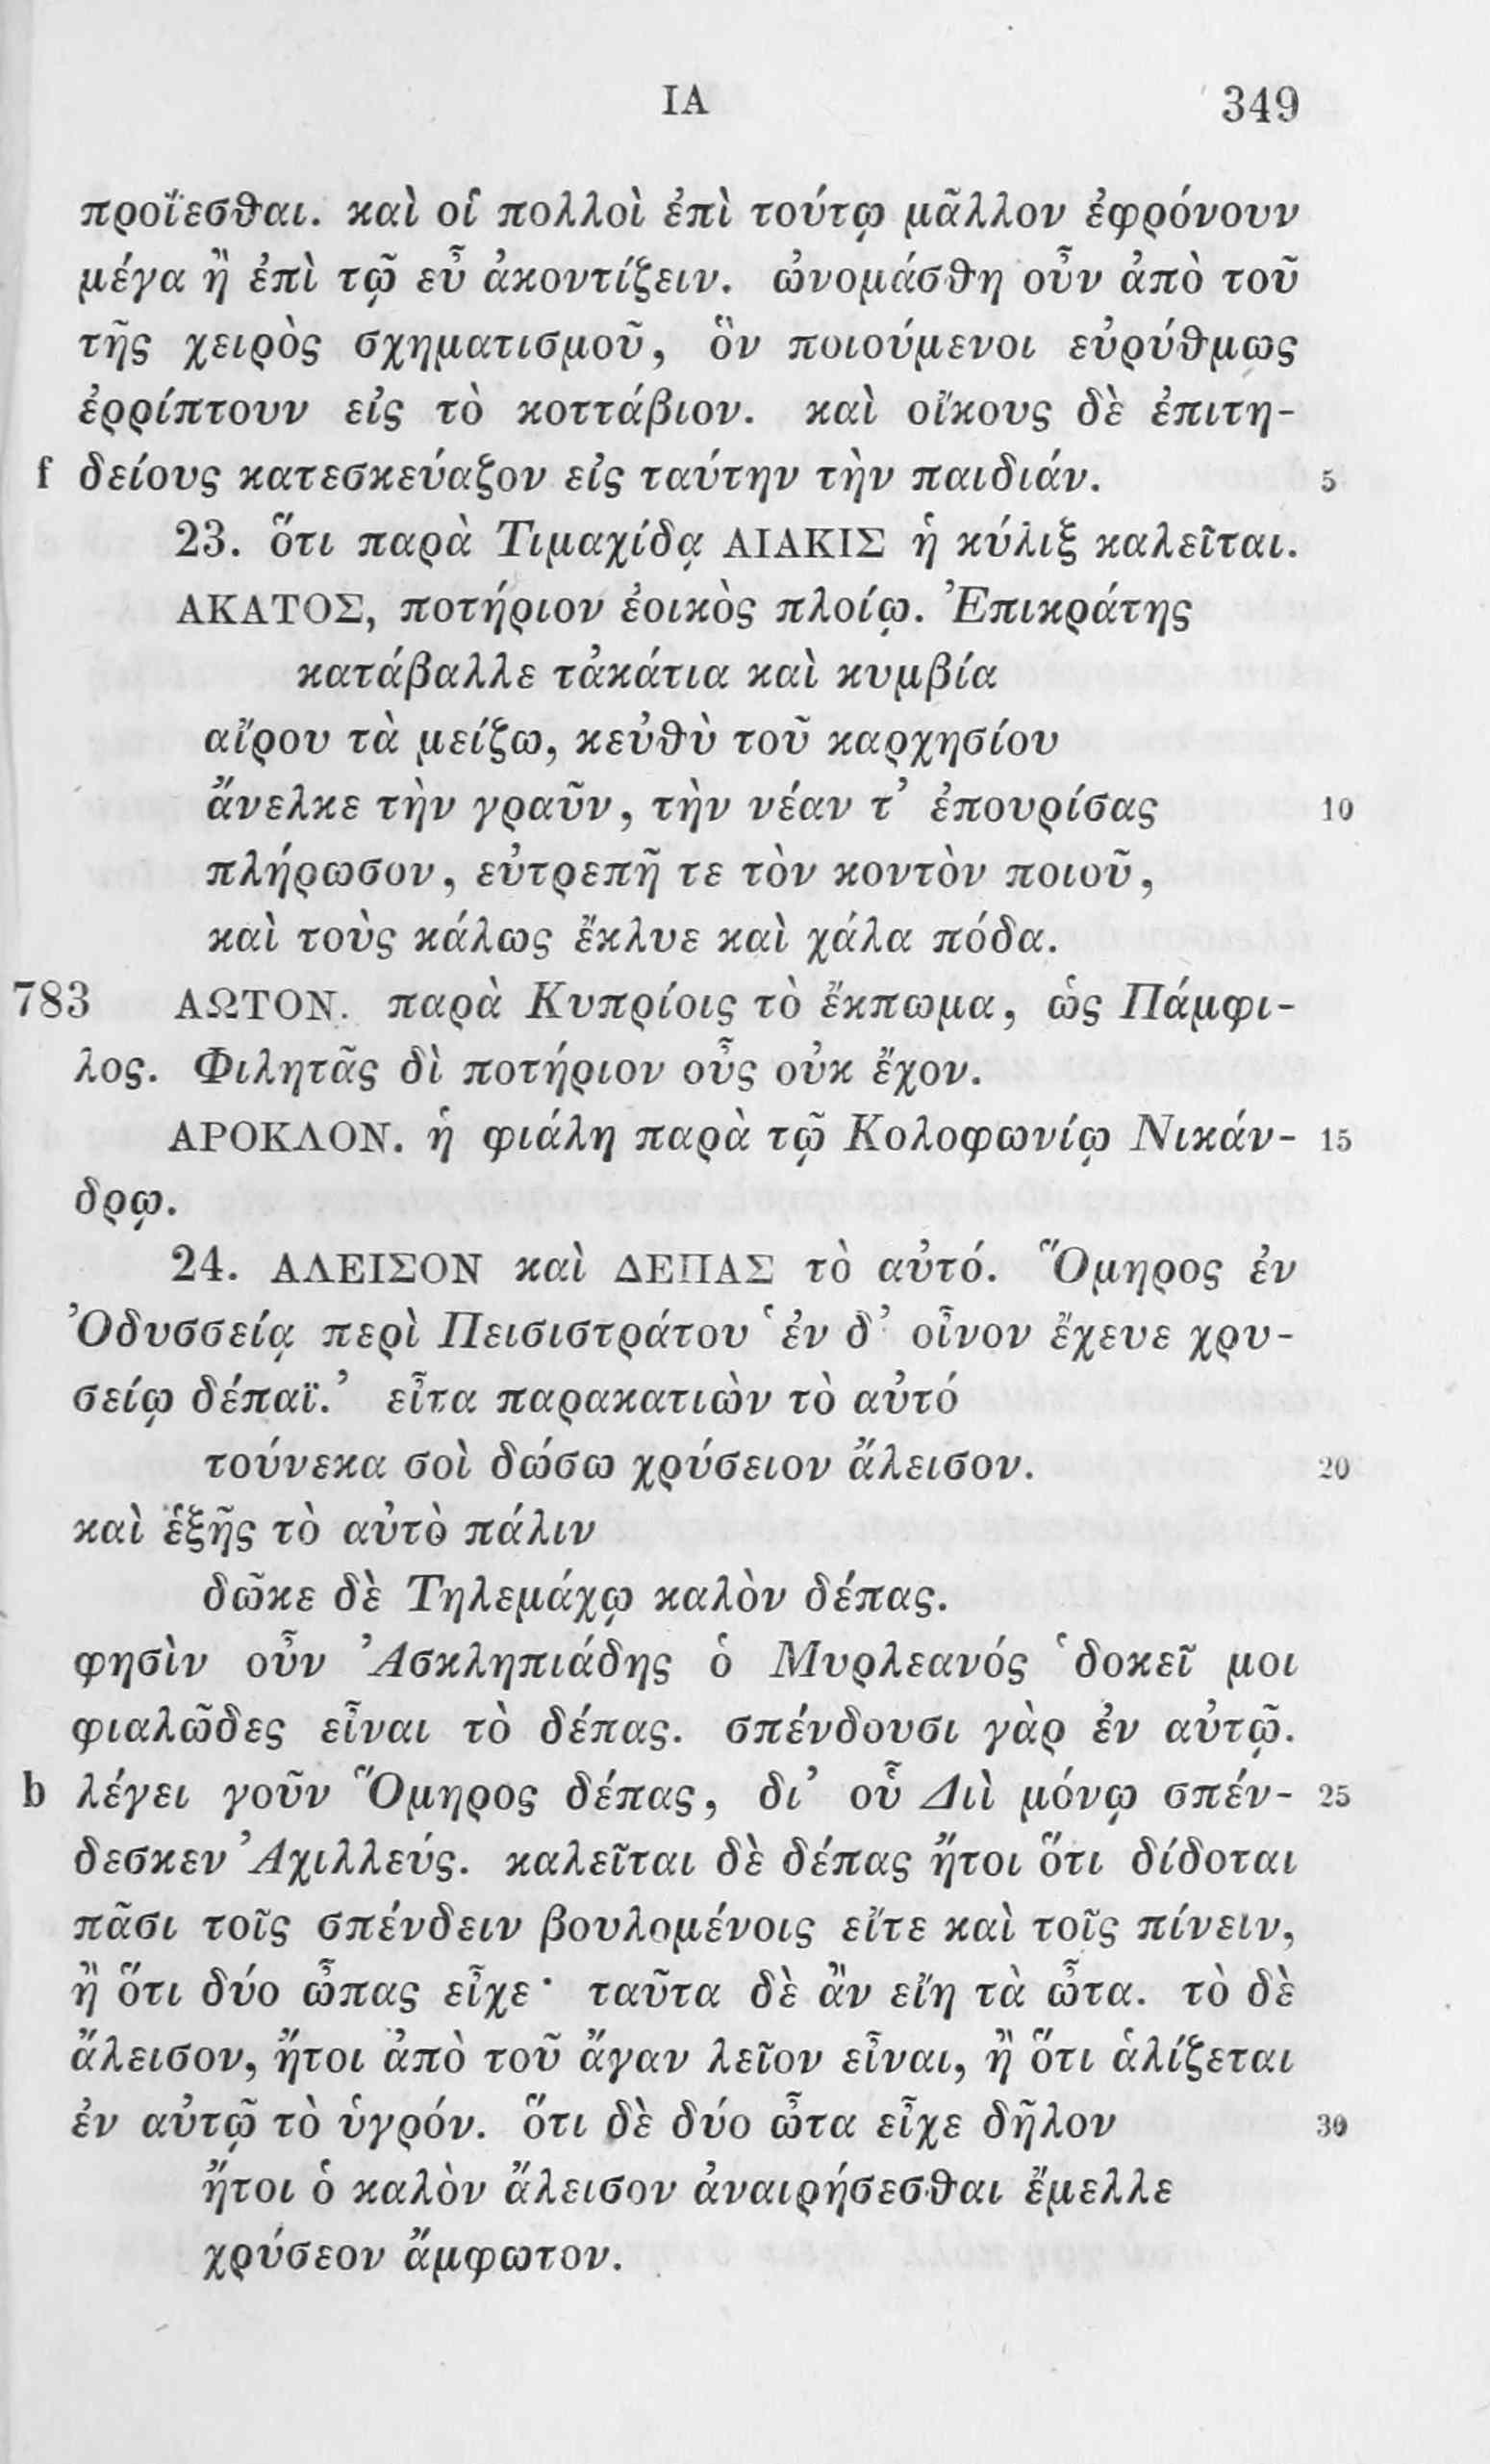 ΙΑ 349
προΐεσθαι. καὶ οἱ πολλοὶ ἐπὶ τούτῳ μᾶλλον ἐφρόνουν
μέγα ἢ ἐπὶ τῷ εὖ ἀκοντίζειν. ὠνομάσθη οὖν ἀπὸ τοῦ
τῆς χειρὸς σχηματισμοῦ, ὃν ποιούμενοι εὐρύθμως
ἐρρίπτουν εἰς τὸ κοττάβιον. καὶ οἴκους δὲ ἐπιτη-
f δείους κατεσκεύαζον εἰς ταύτην τὴν παιδιάν. 5
23. ὅτι παρὰ Τιμαχίδᾳ ΑΙΑΚΙΣ ἡ κύλιξ καλεῖται.
ΑΚΑΤΟΣ, ποτήριον ἐοικὸς πλοίῳ. Ἐπικράτης
κατάβαλλε τἀκάτια καὶ κυμβία
αἴρου τὰ μείζω, κεὐθὺ τοῦ καρχησίου
ἄνελκε τὴν γραῦν, τὴν νέαν τ’ ἐπουρίσας 10
πλήρωσον, εὐτρεπῆ τε τὸν κοντὸν ποιοῦ,
καὶ τοὺς κάλως ἔκλυε καὶ χάλα πόδα.
783 ΑΩΤΟΝ. παρὰ Κυπρίοις τὸ ἔκπωμα, ὡς Πάμφι-
λος. Φιλητᾶς δὶ ποτήριον οὖς οὐκ ἔχον.
ΑΡΟΚΛΟΝ. ἡ φιάλη παρὰ τῷ Κολοφωνίῳ Νικάν- 15
δρῳ.
24. ΑΛΕΙΣΟΝ καὶ ΔΕΠΑΣ τὸ αὐτό. Ὅμηρος ἐν
Ὀδυσσείᾳ περὶ Πεισιστράτου ‘ἐν δ’ οἶνον ἔχευε χρυ-
σείῳ δέπαϊ.’ εἶτα παρακατιὼν τὸ αὐτό
τούνεκα σοὶ δώσω χρύσειον ἄλεισον. 20
καὶ ἑξῆς τὸ αὐτὸ πάλιν
δῶκε δὲ Τηλεμάχῳ καλὸν δέπας.
φησὶν οὖν Ἀσκληπιάδης ὁ Μυρλεανός ‘δοκεῖ μοι
φιαλῶδες εἶναι τὸ δέπας. σπένδουσι γὰρ ἐν αὐτῷ.
b λέγει γοῦν Ὅμηρος δέπας, δι’ οὗ Διὶ μόνῳ σπέν- 25
δεσκεν Ἀχιλλεύς. καλεῖται δὲ δέπας ἤτοι ὅτι δίδοται
πᾶσι τοῖς σπένδειν βουλομένοις εἴτε καὶ τοῖς πίνειν,
ἢ ὅτι δύο ὦπας εἶχε· ταῦτα δὲ ἂν εἴη τὰ ὦτα. τὸ δὲ
ἄλεισον, ἤτοι ἀπὸ τοῦ ἄγαν λεῖον εἶναι, ἢ ὅτι ἁλίζεται
ἐν αὐτῷ τὸ ὑγρόν. ὅτι δὲ δύο ὦτα εἶχε δῆλον 30
ἤτοι ὁ καλὸν ἄλεισον ἀναιρήσεσθαι ἔμελλε
χρύσεον ἄμφωτον.